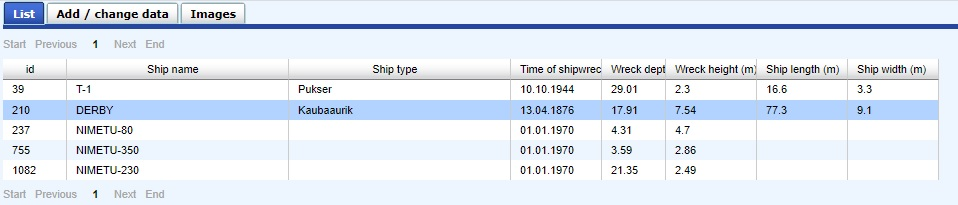 List Add / change data Images
Start Previous 1 Next End
id Ship name Ship type Time of shipwrec Wreck dept Wreck height (m) Ship length (m) Ship width (m)
39 T-1 Pukser 10.10.1944 29.01 2.3 16.6 3.3
210 DERBY Kaubaaurik 13.04.1876 17.91 7.54 77.3 9.1
237 NIMETU-80 01.01.1970 4.31 4.7
755 NIMETU-350 01.01.1970 3.59 2.86
1082 NIMETU-230 01.01.1970 21.35 2.49
Start Previous 1 Next End